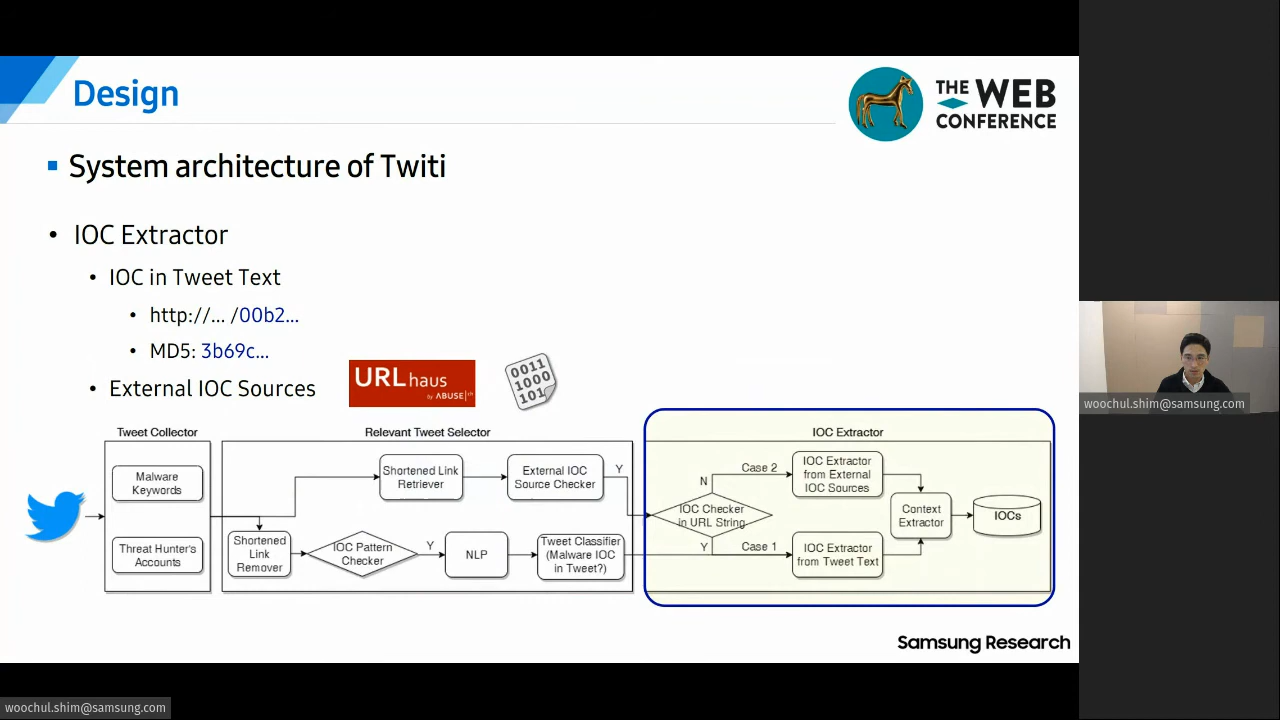 Design
THE WEB
CONFERENCE
System architecture of Twiti
• IOC Extractor
• IOC in Tweet Text
• http://... /00b2...
• MD5: 3b69c...
• External IOC Sources
URLhaus
by ABUSE|ch
0011
1000
101
Tweet Collector
Malware
Keywords
Threat Hunter's
Accounts
Relevant Tweet Selector
Shortened Link
Retriever
External IOC
Source Checker
Y
Shortened
Link
Remover
IOC Pattern
Checker
Y
NLP
Tweet Classifier
(Malware IOC
in Tweet?)
IOC Extractor
IOC Checker
in URL String
N
Case 2
IOC Extractor
from External
IOC Sources
Y
Case 1
IOC Extractor
from Tweet Text
Context
Extractor
IOCs
Samsung Research
woochul.shim@samsung.com
woochul.shim@samsung.com